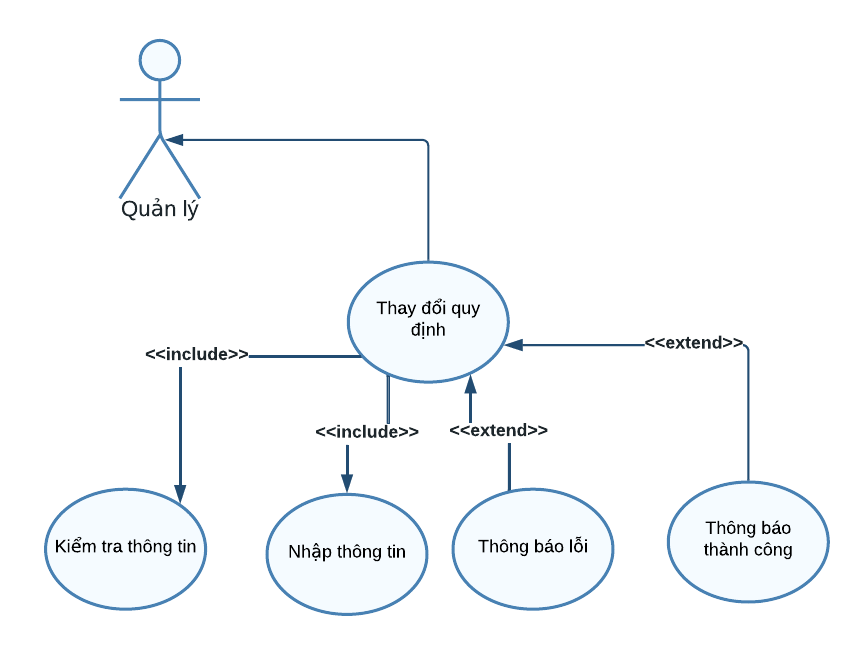 Quản lý
Thay đổi quy
định
<<extend>>
<<include>>
<<include>>
<<extend>>
Kiểm tra thông tin
Nhập thông tin
Thông báo lỗi
Thông báo
thành công